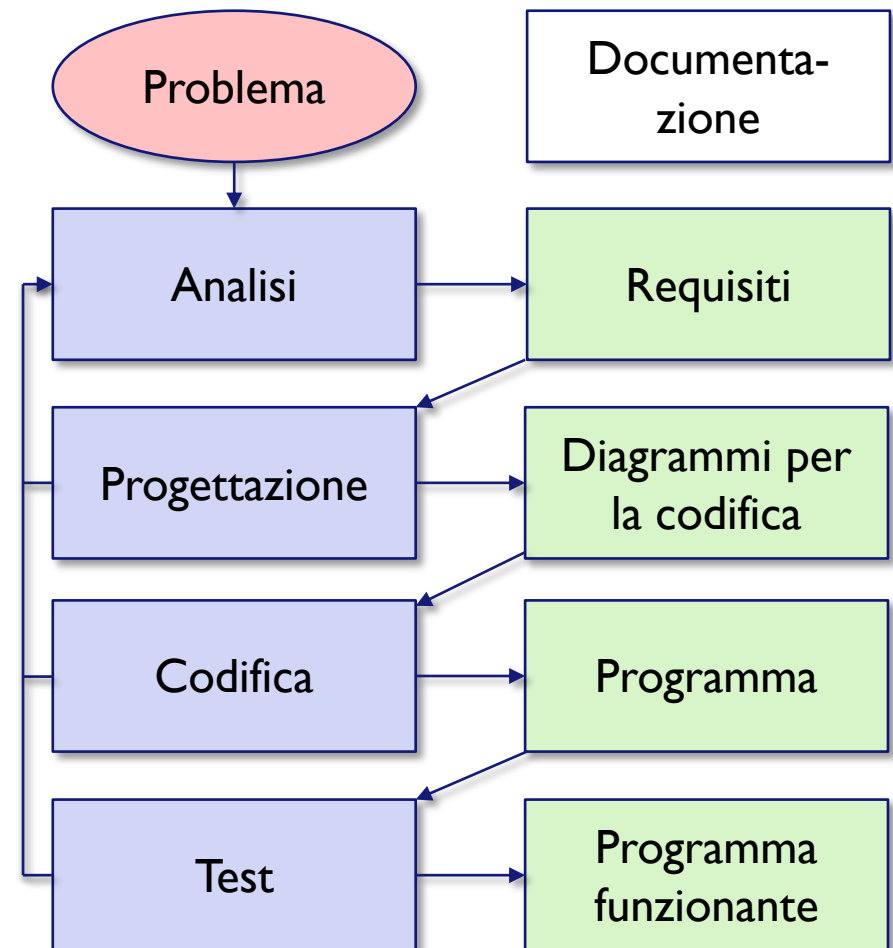 Problema
Documenta-
zione
Analisi
Requisiti
Progettazione
Diagrammi per
la codifica
Codifica
Programma
Test
Programma
funzionante